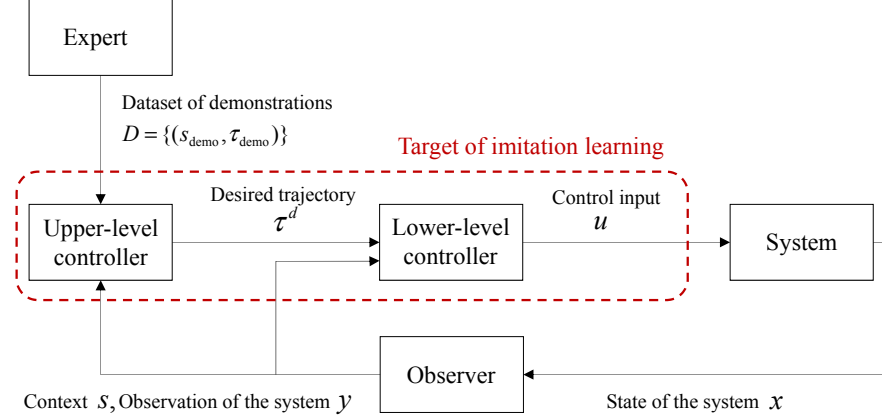 Expert
Dataset of demonstrations
D = {(s_demo, τ_demo)}
Target of imitation learning
Desired trajectory
τ^d
Control input
u
Upper-level
controller
Lower-level
controller
System
Observer
Context s, Observation of the system y
State of the system x